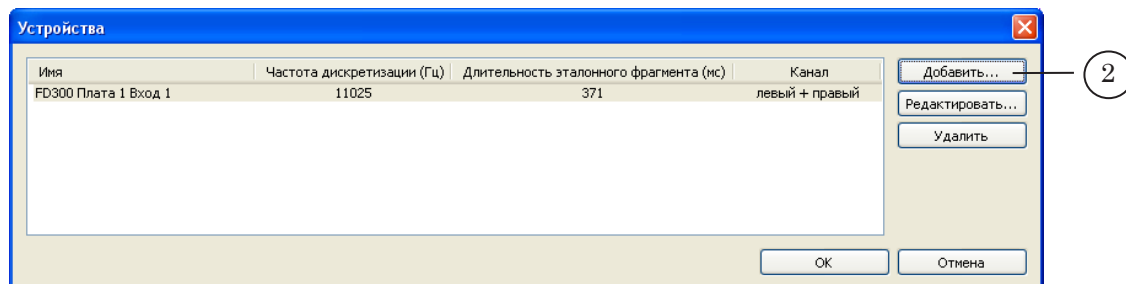 Устройства
Имя Частота дискретизации (Гц) Длительность эталонного фрагмента (мс) Канал Добавить... 2
FD300 Плата 1 Вход 1 11025 371 левый + правый
Редактировать...
Удалить
OK Отмена